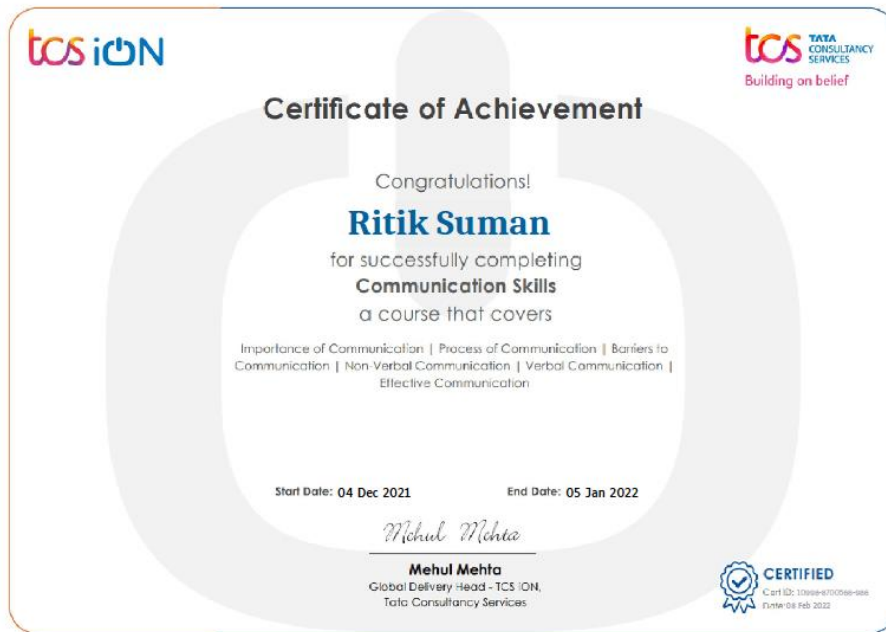 tcs iON
tcs TATA
CONSULTANCY
SERVICES
Building on belief
Certificate of Achievement
Congratulations!
Ritik Suman
for successfully completing
Communication Skills
a course that covers
Importance of Communication | Process of Communication | Barriers to
Communication | Non-Verbal Communication | Verbal Communication |
Effective Communication
Start Date: 04 Dec 2021 End Date: 05 Jan 2022
Mehul Mehta
Mehul Mehta
Global Delivery Head - TCS iON,
Tata Consultancy Services
CERTIFIED
Cert ID:
Date: 08 Feb 2022